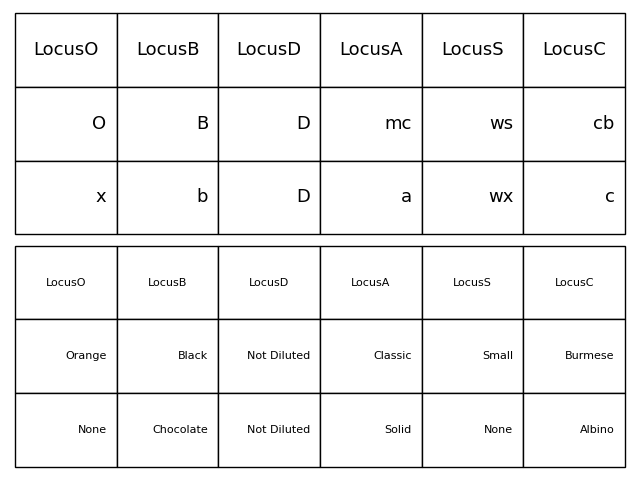 LocusO LocusB LocusD LocusA LocusS LocusC
O B D mc ws cb
x b D a wx c
LocusO LocusB LocusD LocusA LocusS LocusC
Orange Black Not Diluted Classic Small Burmese
None Chocolate Not Diluted Solid None Albino